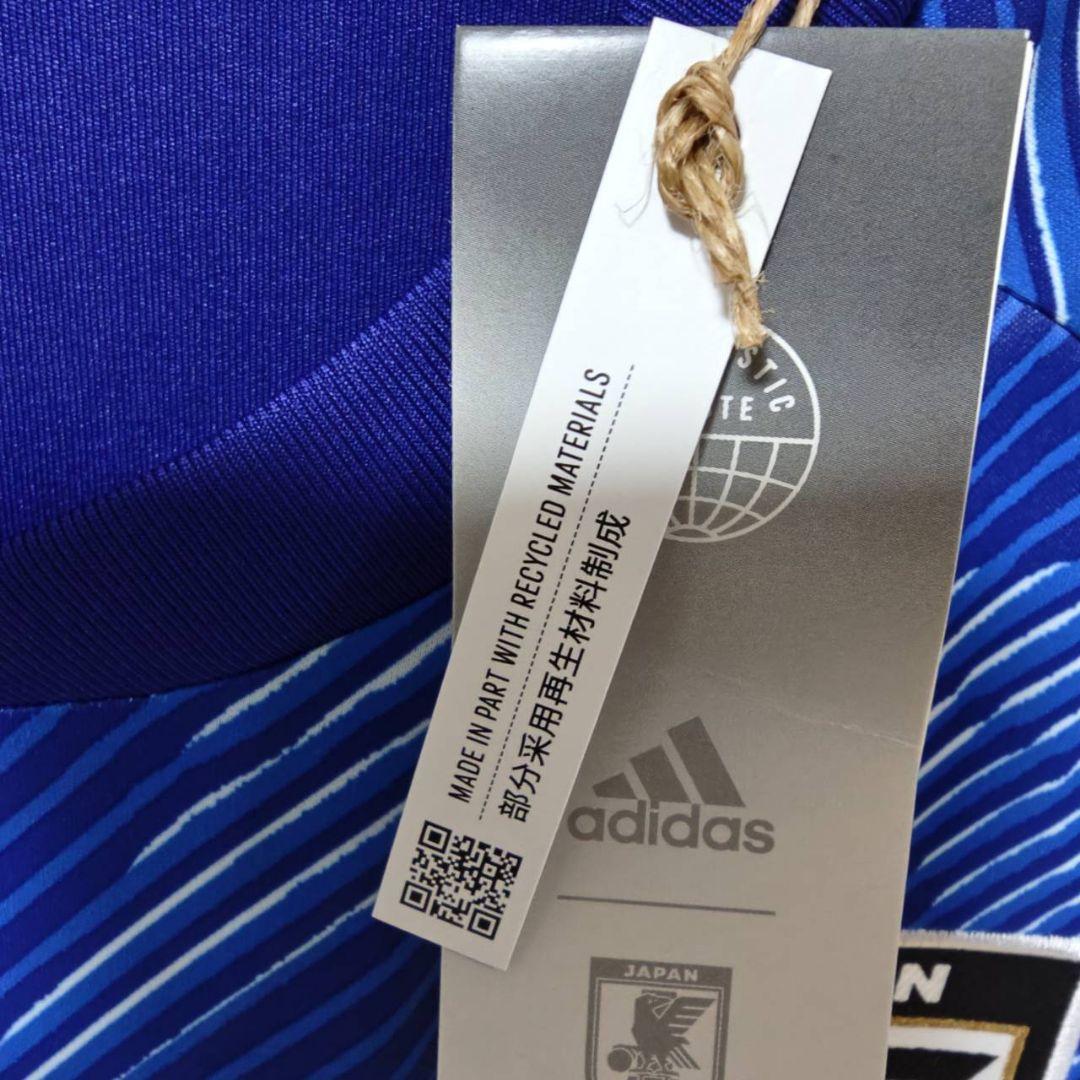 MADE IN PART WITH RECYCLED MATERIALS
部分采用再生材料制成
adidas
JAPAN